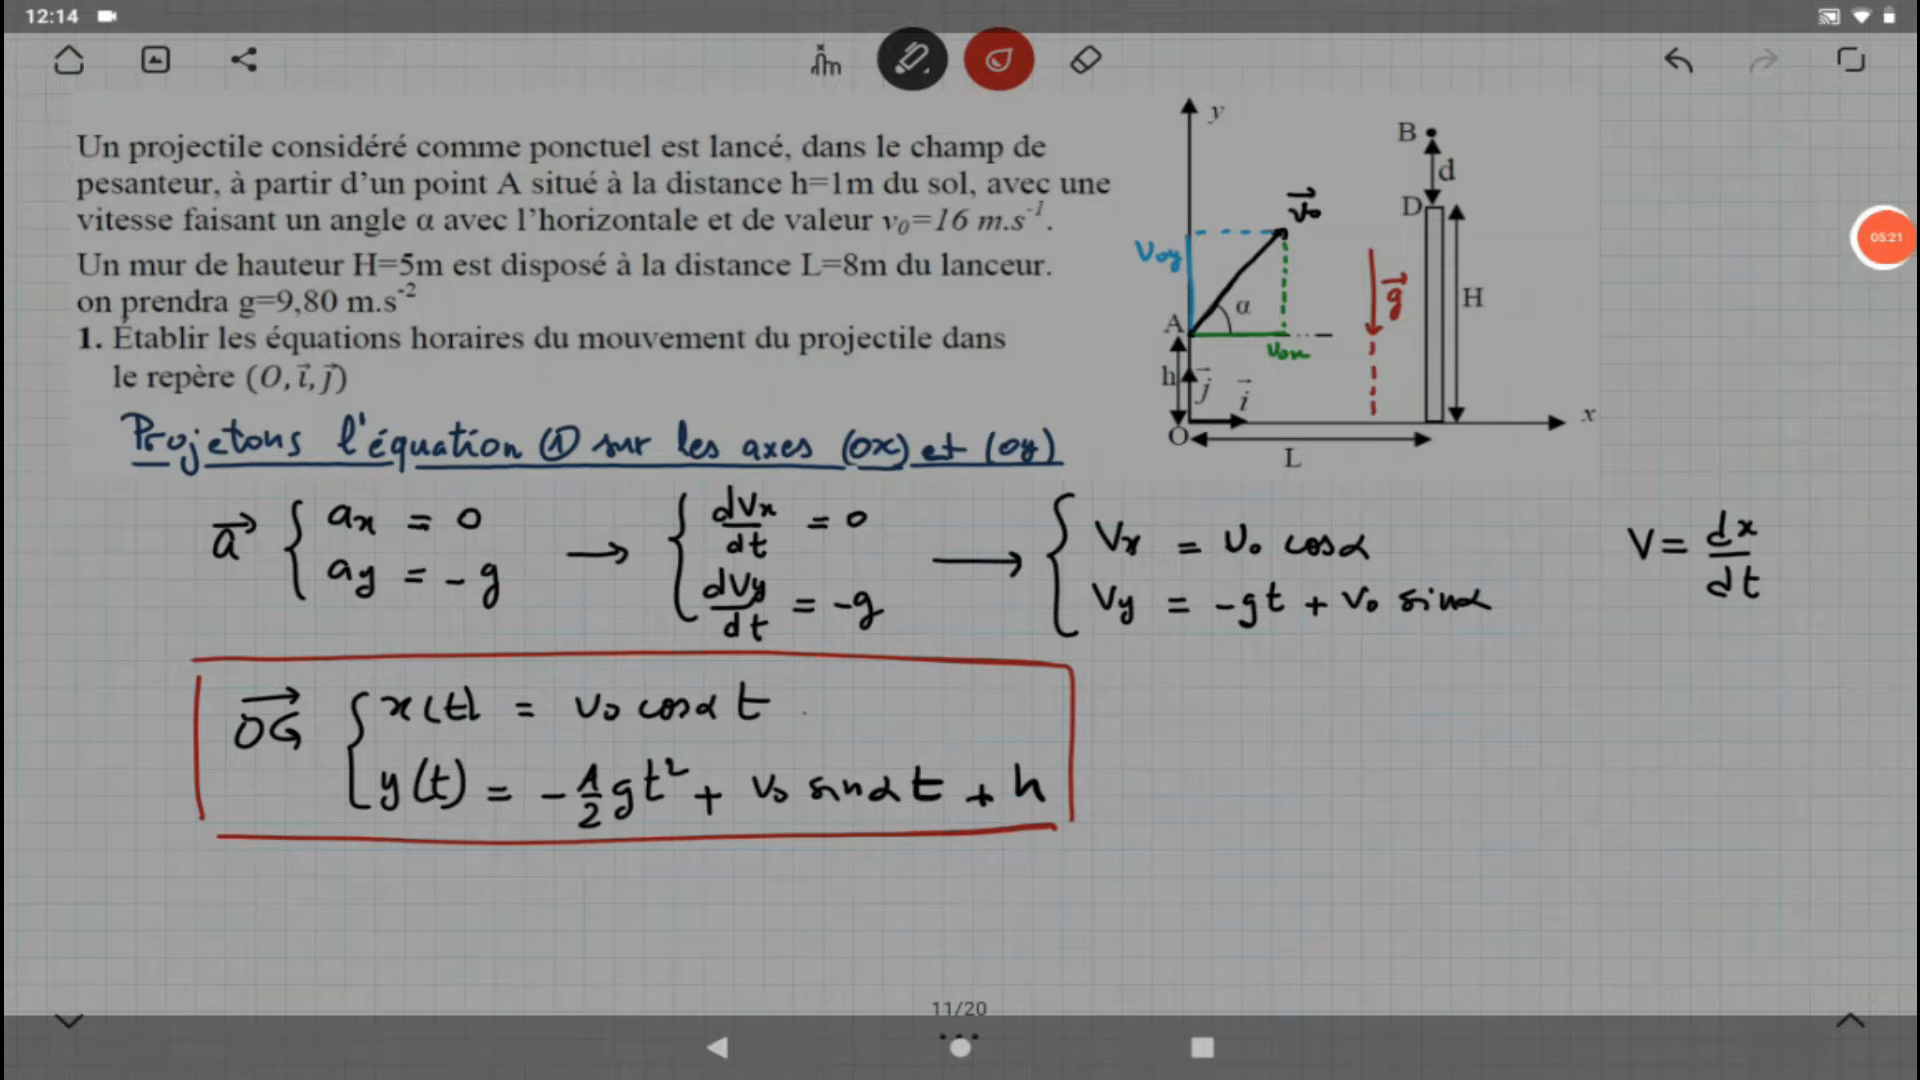 12:14
Un projectile considéré comme ponctuel est lancé, dans le champ de
pesanteur, à partir d'un point A situé à la distance h=1m du sol, avec une
vitesse faisant un angle α avec l'horizontale et de valeur v₀=16 m.s⁻¹.
Un mur de hauteur H=5m est disposé à la distance L=8m du lanceur.
on prendra g=9,80 m.s⁻²
1. Établir les équations horaires du mouvement du projectile dans
le repère (O, i⃗, j⃗)
y
B
d
D
v₀⃗
V₀y
H
g⃗
α
A
V₀x
h
j⃗
i⃗
x
O
L
05:21
Projetons l'équation ① sur les axes (ox) et (oy)
a⃗ { ax = 0 → { dVx/dt = 0 → { Vx = V₀ cosα V = dx/dt
ay = -g dVy/dt = -g Vy = -gt + V₀ sinα
OG⃗ { x(t) = V₀ cosα t
y(t) = -1/2 gt² + V₀ sinα t + h
11/20